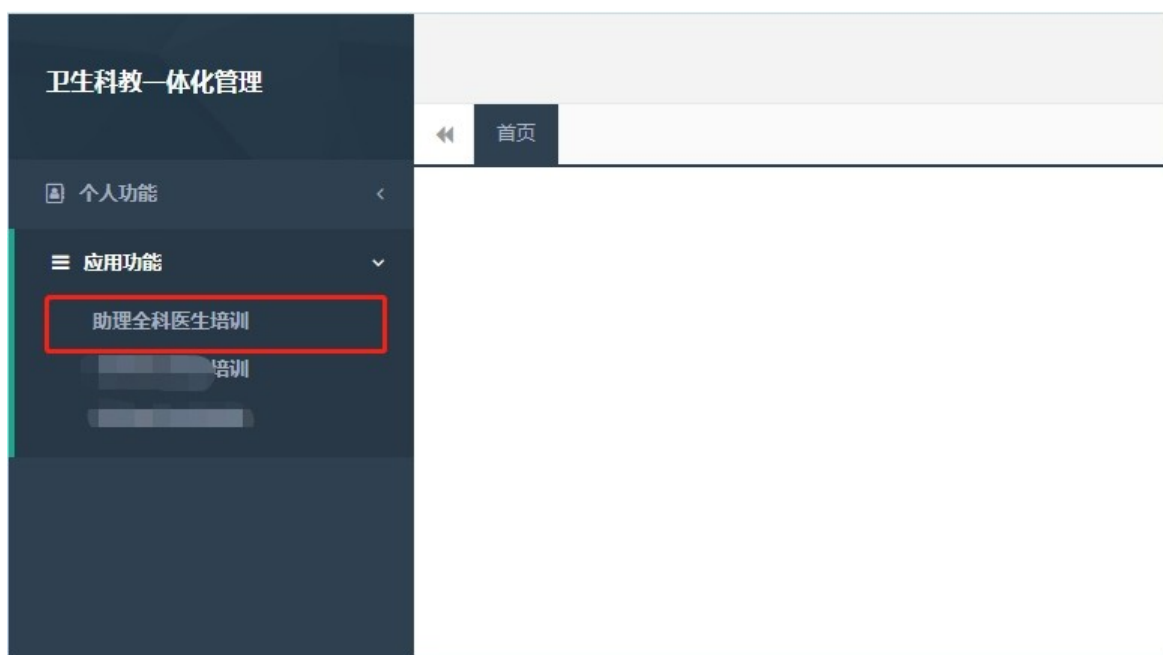 卫生科教一体化管理
首页
个人功能
应用功能
助理全科医生培训
培训